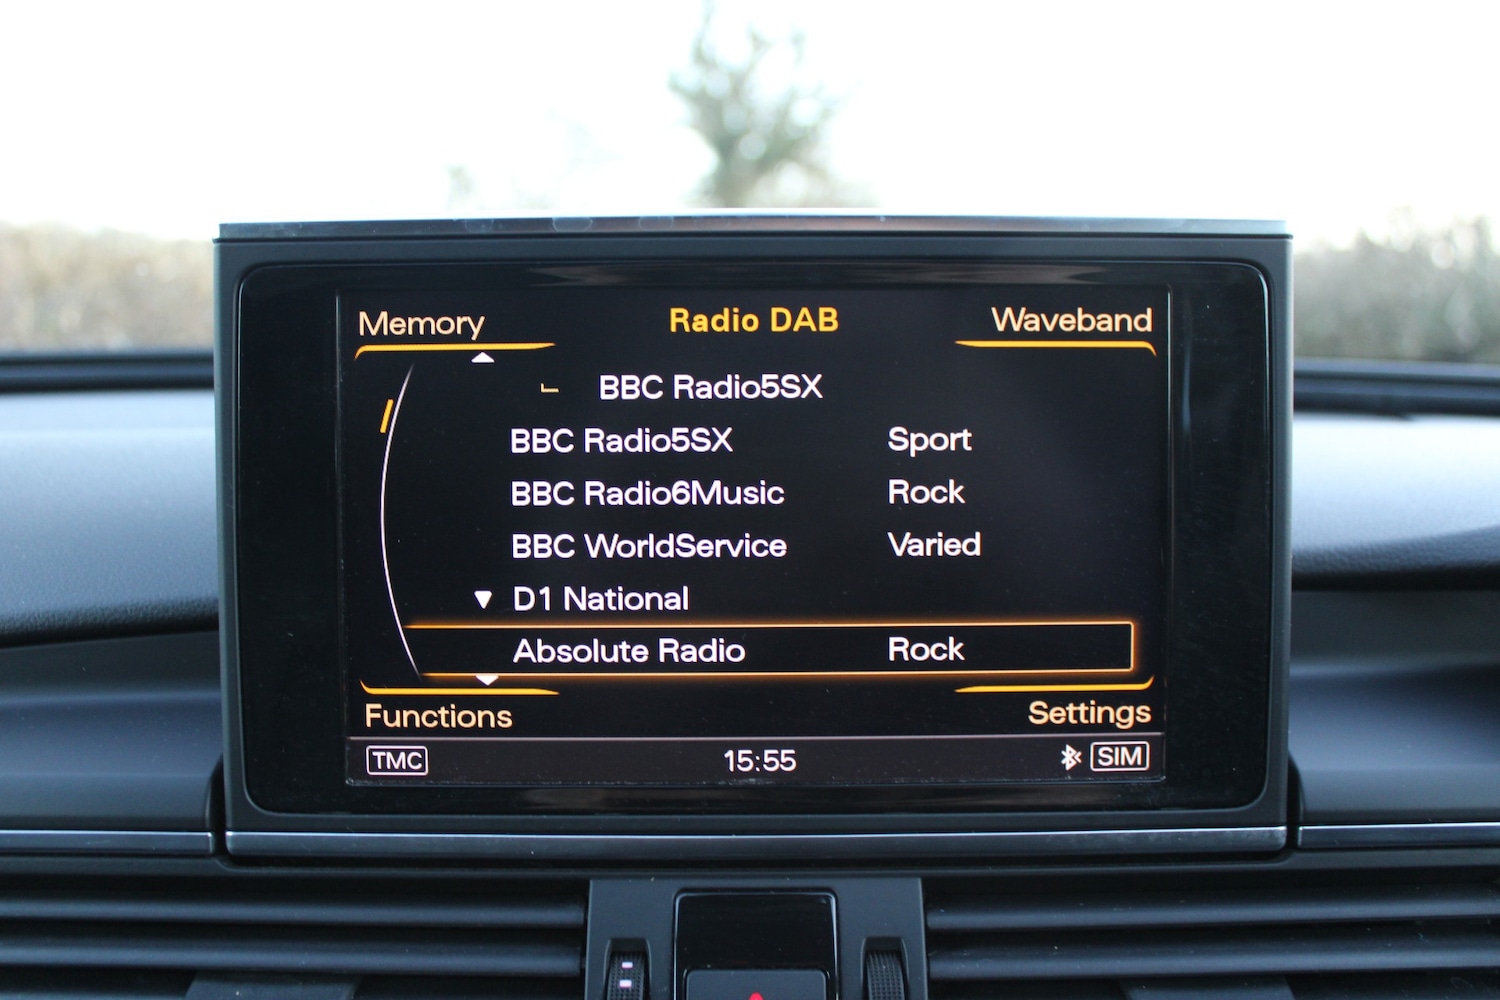 Memory Radio DAB Waveband
BBC Radio5SX
BBC Radio5SX Sport
BBC Radio6Music Rock
BBC WorldService Varied
D1 National
Absolute Radio Rock
Functions Settings
TMC 15:55 SIM